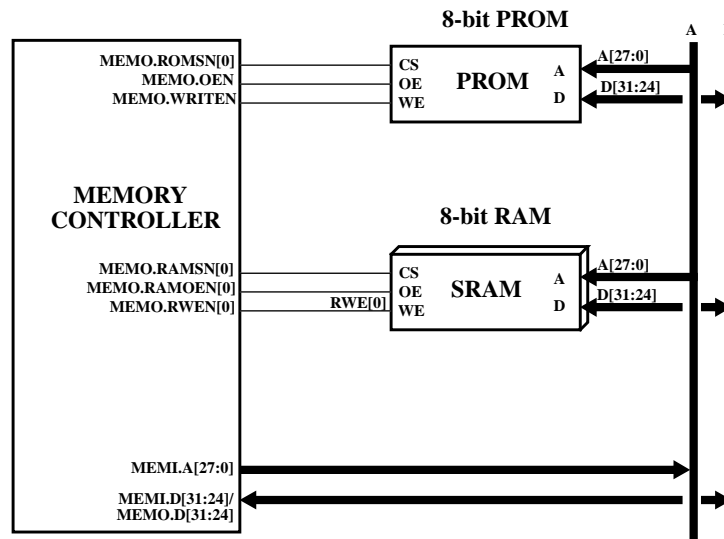 8-bit PROM
A
MEMO.ROMSN[0]
MEMO.OEN
MEMO.WRITEN
CS
OE
WE
PROM
A
D
A[27:0]
D[31:24]
MEMORY
CONTROLLER
8-bit RAM
MEMO.RAMSN[0]
MEMO.RAMOEN[0]
MEMO.RWEN[0]
RWE[0]
CS
OE
WE
SRAM
A
D
A[27:0]
D[31:24]
MEMI.A[27:0]
MEMI.D[31:24]/
MEMO.D[31:24]